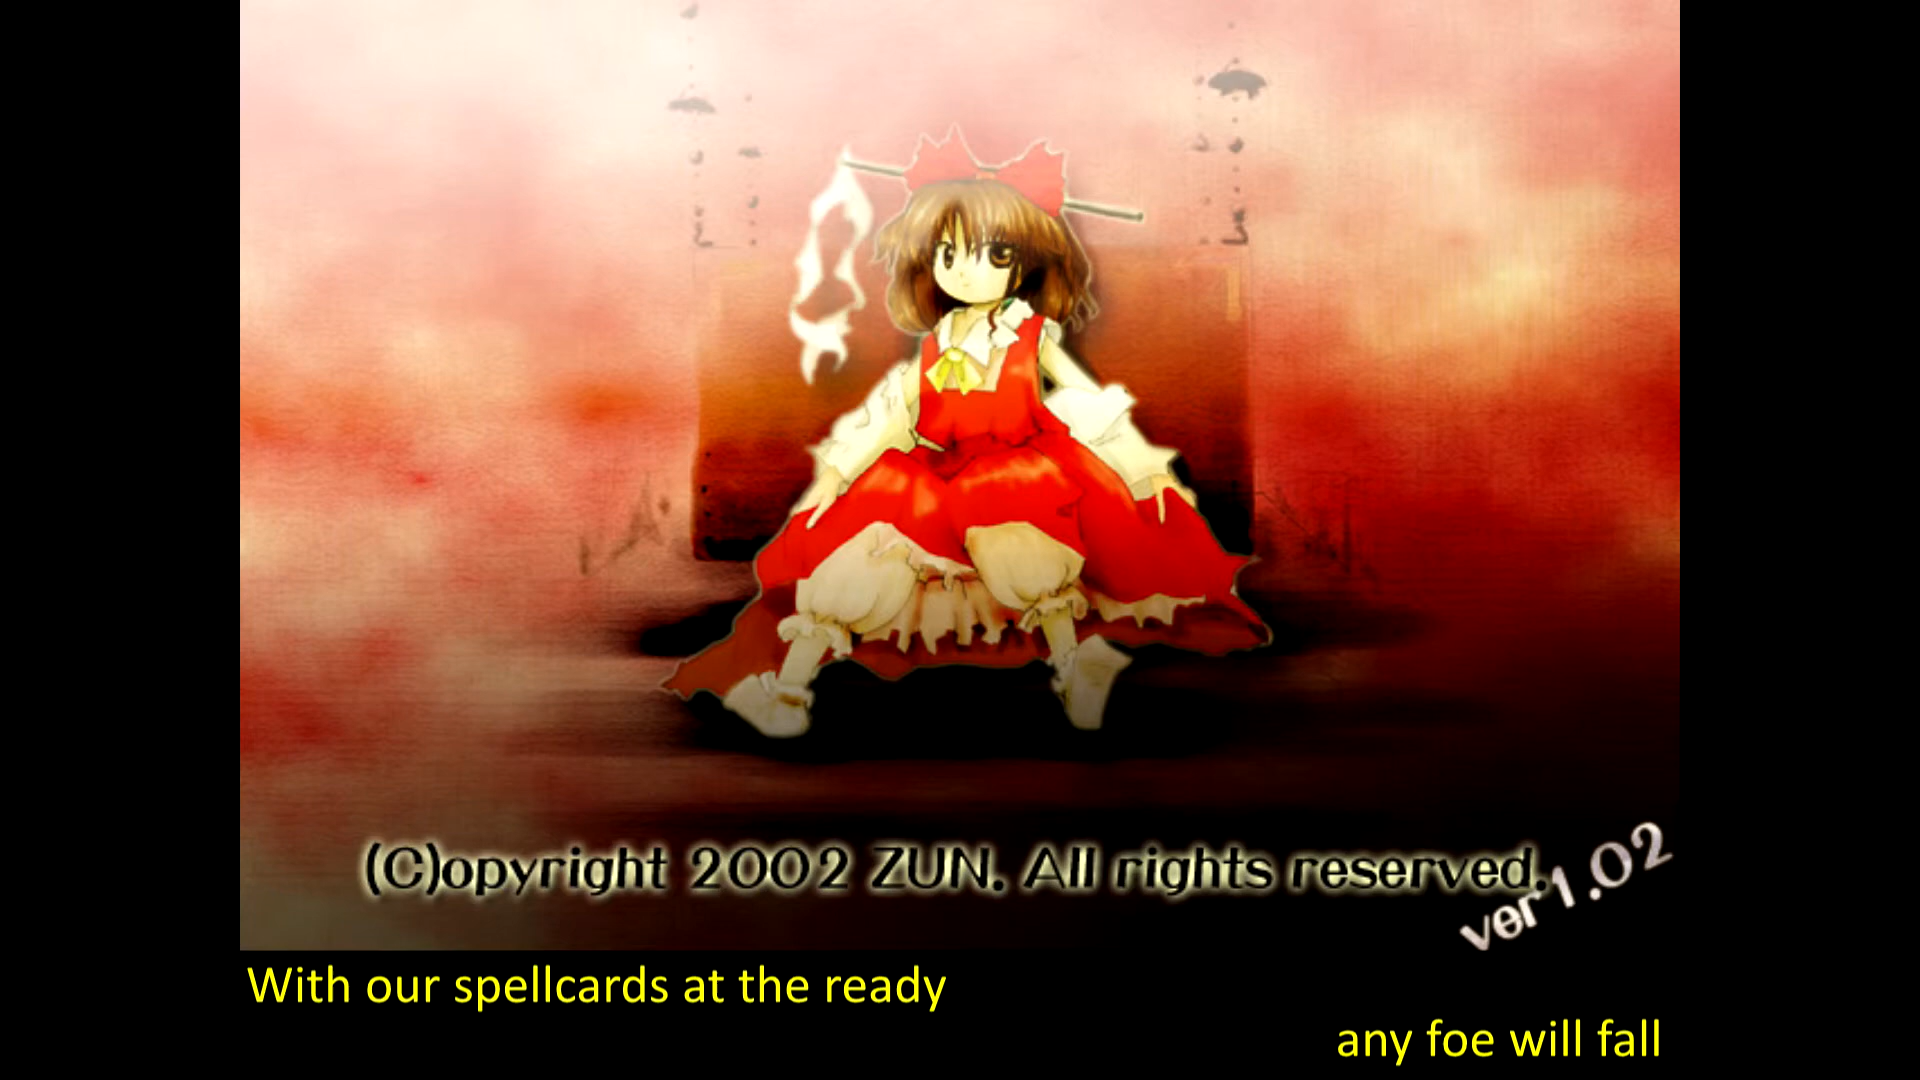 (C)opyright 2002 ZUN. All rights reserved.
ver1.02
With our spellcards at the ready
any foe will fall